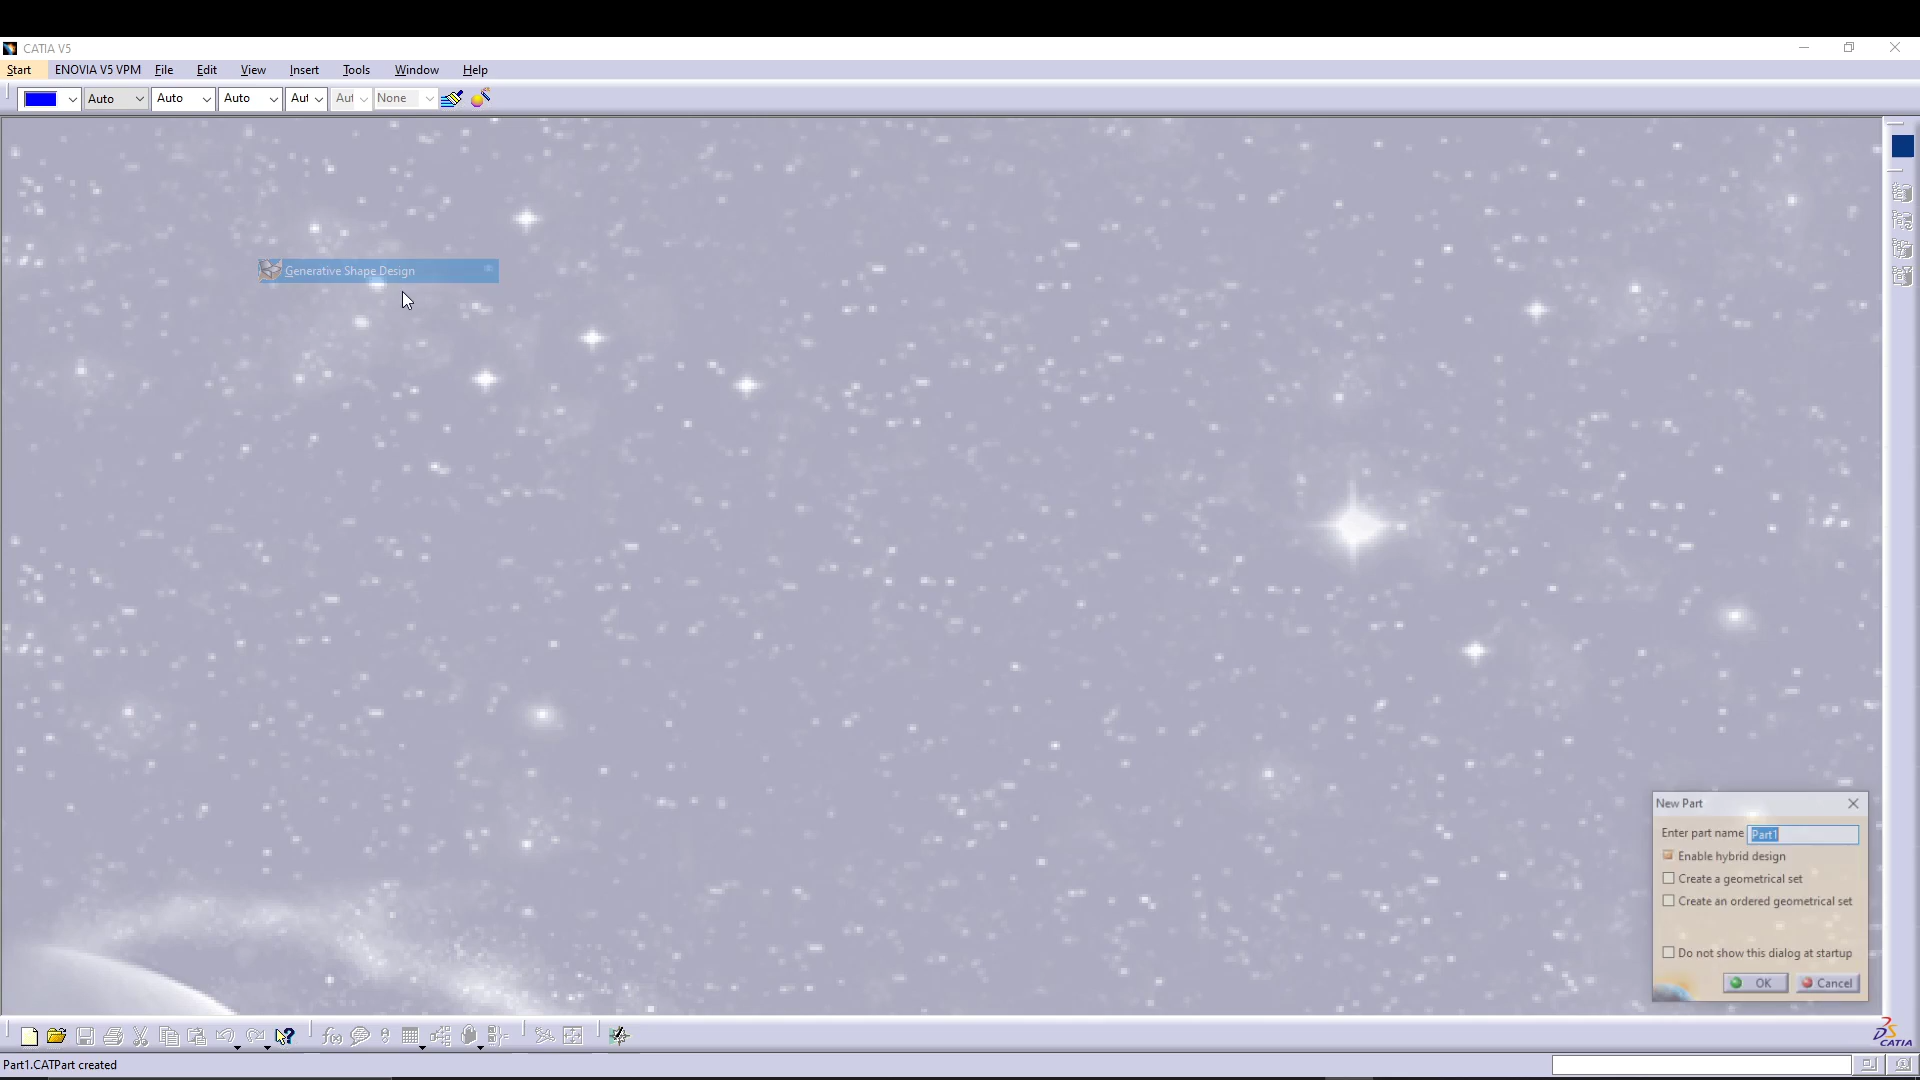 CATIA V5
Start ENOVIA V5 VPM File Edit View Insert Tools Window Help
Auto Auto Auto Aut Aut None
Generative Shape Design
New Part
Enter part name Part1
Enable hybrid design
Create a geometrical set
Create an ordered geometrical set
Do not show this dialog at startup
OK Cancel
CATIA
Part1.CATPart created